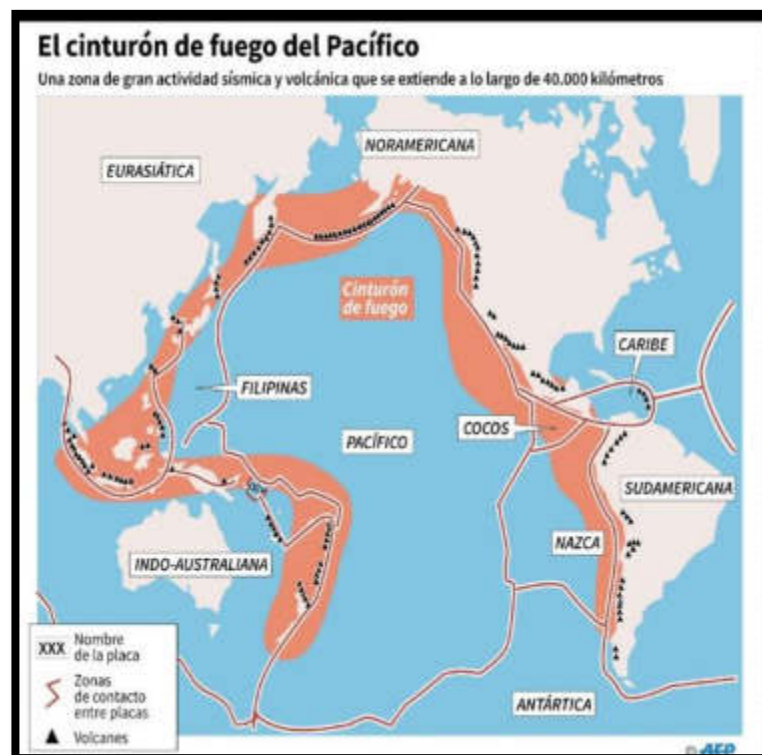 El cinturón de fuego del Pacífico
Una zona de gran actividad sísmica y volcánica que se extiende a lo largo de 40.000 kilómetros
NORAMERICANA
EURASIÁTICA
Cinturón
de fuego
CARIBE
FILIPINAS
COCOS
PACÍFICO
SUDAMERICANA
NAZCA
INDO-AUSTRALIANA
XXX Nombre
de la placa
Zonas
de contacto
entre placas
Volcanes
ANTÁRTICA
AFP